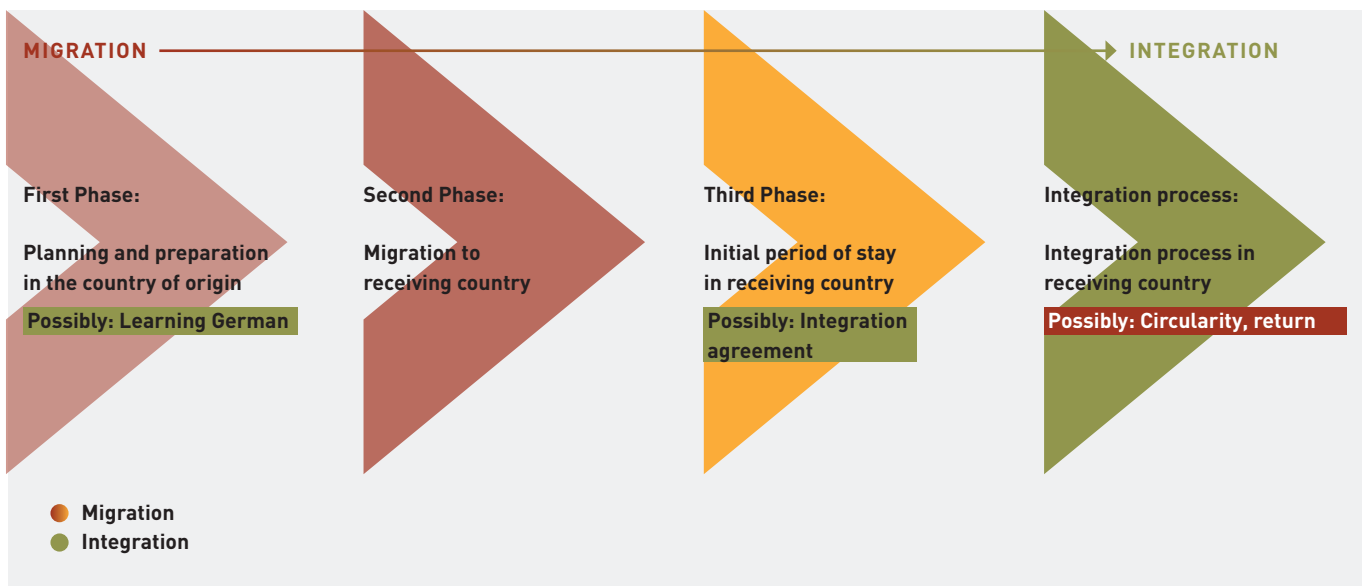 MIGRATION
INTEGRATION
First Phase:
Planning and preparation
in the country of origin
Possibly: Learning German
Second Phase:
Migration to
receiving country
Third Phase:
Initial period of stay
in receiving country
Possibly: Integration
agreement
Integration process:
Integration process in
receiving country
Possibly: Circularity, return
Migration
Integration